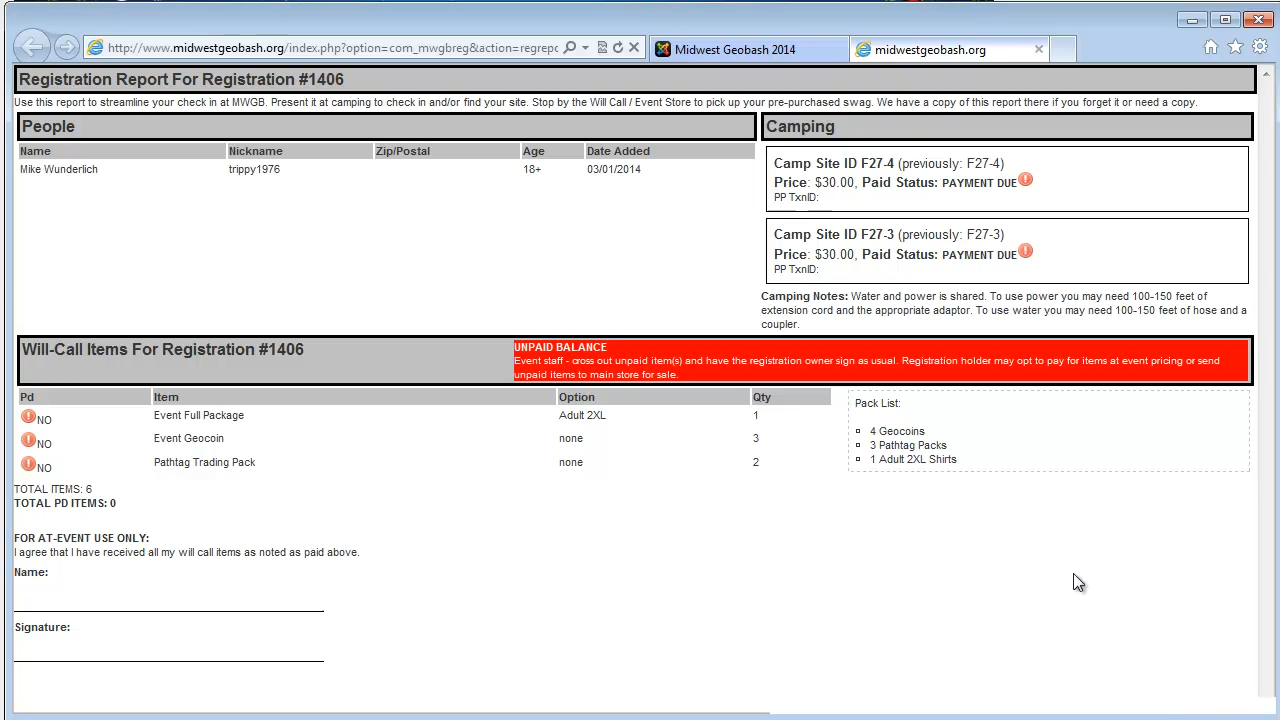 http://www.midwestgeobash.org/index.php?option=com_mwgbreg&action=regrepo
Midwest Geobash 2014
midwestgeobash.org
Registration Report For Registration #1406
Use this report to streamline your check in at MWGB. Present it at camping to check in and/or find your site. Stop by the Will Call / Event Store to pick up your pre-purchased swag. We have a copy of this report there if you forget it or need a copy.
People
Name Nickname Zip/Postal Age Date Added
Mike Wunderlich trippy1976 18+ 03/01/2014
Camping
Camp Site ID F27-4 (previously: F27-4)
Price: $30.00, Paid Status: PAYMENT DUE
PP TxnID:
Camp Site ID F27-3 (previously: F27-3)
Price: $30.00, Paid Status: PAYMENT DUE
PP TxnID:
Camping Notes: Water and power is shared. To use power you may need 100-150 feet of
extension cord and the appropriate adaptor. To use water you may need 100-150 feet of hose and a
coupler.
Will-Call Items For Registration #1406
UNPAID BALANCE
Event staff - cross out unpaid item(s) and have the registration owner sign as usual. Registration holder may opt to pay for items at event pricing or send
unpaid items to main store for sale.
Pd Item Option Qty
NO Event Full Package Adult 2XL 1
NO Event Geocoin none 3
NO Pathtag Trading Pack none 2
Pack List:
4 Geocoins
3 Pathtag Packs
1 Adult 2XL Shirts
TOTAL ITEMS: 6
TOTAL PD ITEMS: 0
FOR AT-EVENT USE ONLY:
I agree that I have received all my will call items as noted as paid above.
Name:
Signature: